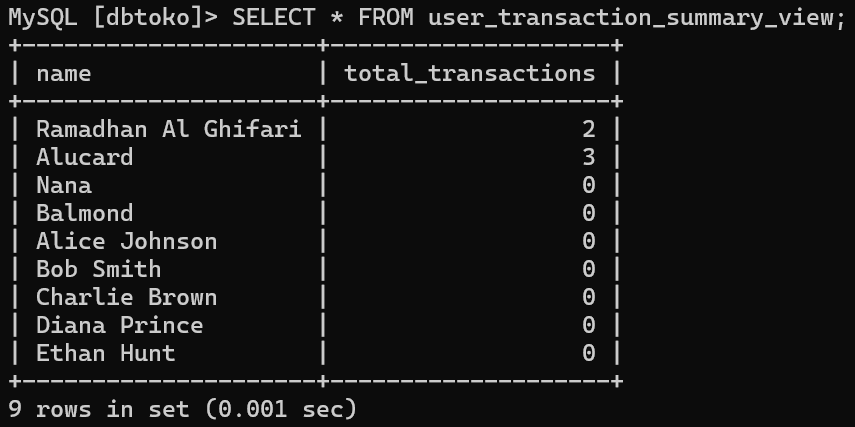 MySQL [dbtoko]> SELECT * FROM user_transaction_summary_view;
+---------------------+--------------------+
| name                | total_transactions |
+---------------------+--------------------+
| Ramadhan Al Ghifari |                  2 |
| Alucard             |                  3 |
| Nana                |                  0 |
| Balmond             |                  0 |
| Alice Johnson       |                  0 |
| Bob Smith           |                  0 |
| Charlie Brown       |                  0 |
| Diana Prince        |                  0 |
| Ethan Hunt          |                  0 |
+---------------------+--------------------+
9 rows in set (0.001 sec)